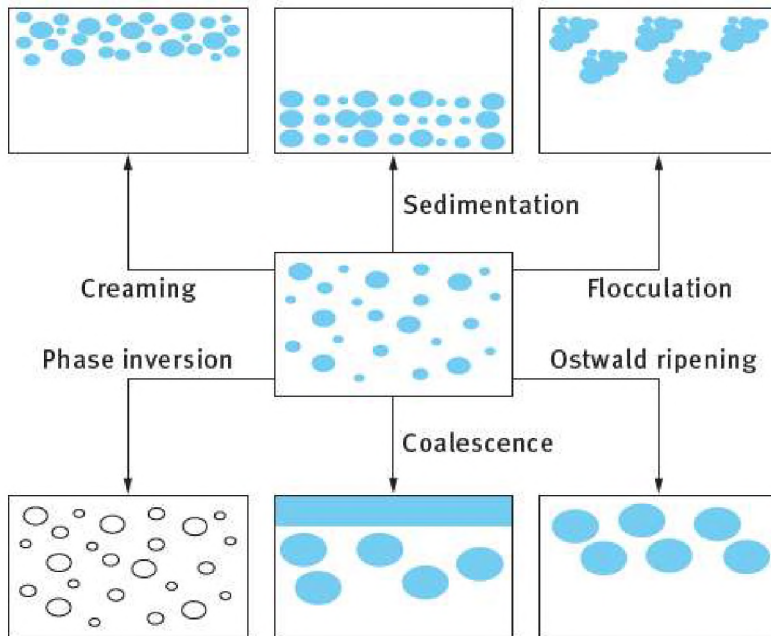 Sedimentation
Creaming
Flocculation
Phase inversion
Ostwald ripening
Coalescence